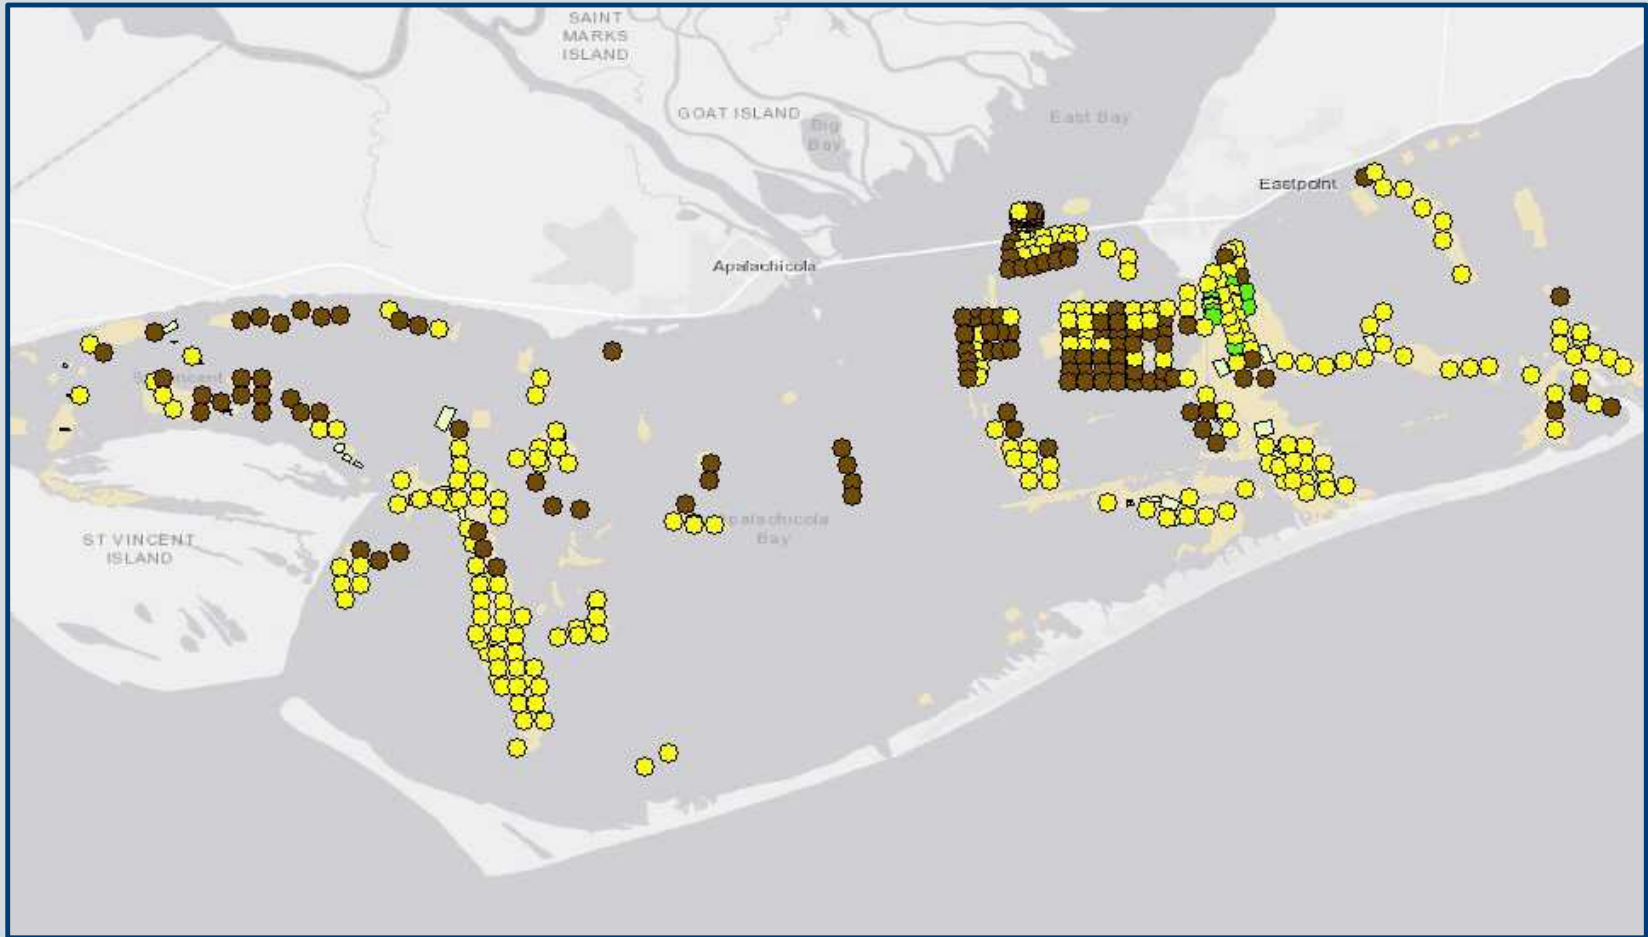 SAINT
MARKS
ISLAND
GOAT ISLAND
Big
Bay
East Bay
Eastpoint
Apalachicola
Apalachicola
Bay
ST VINCENT
ISLAND